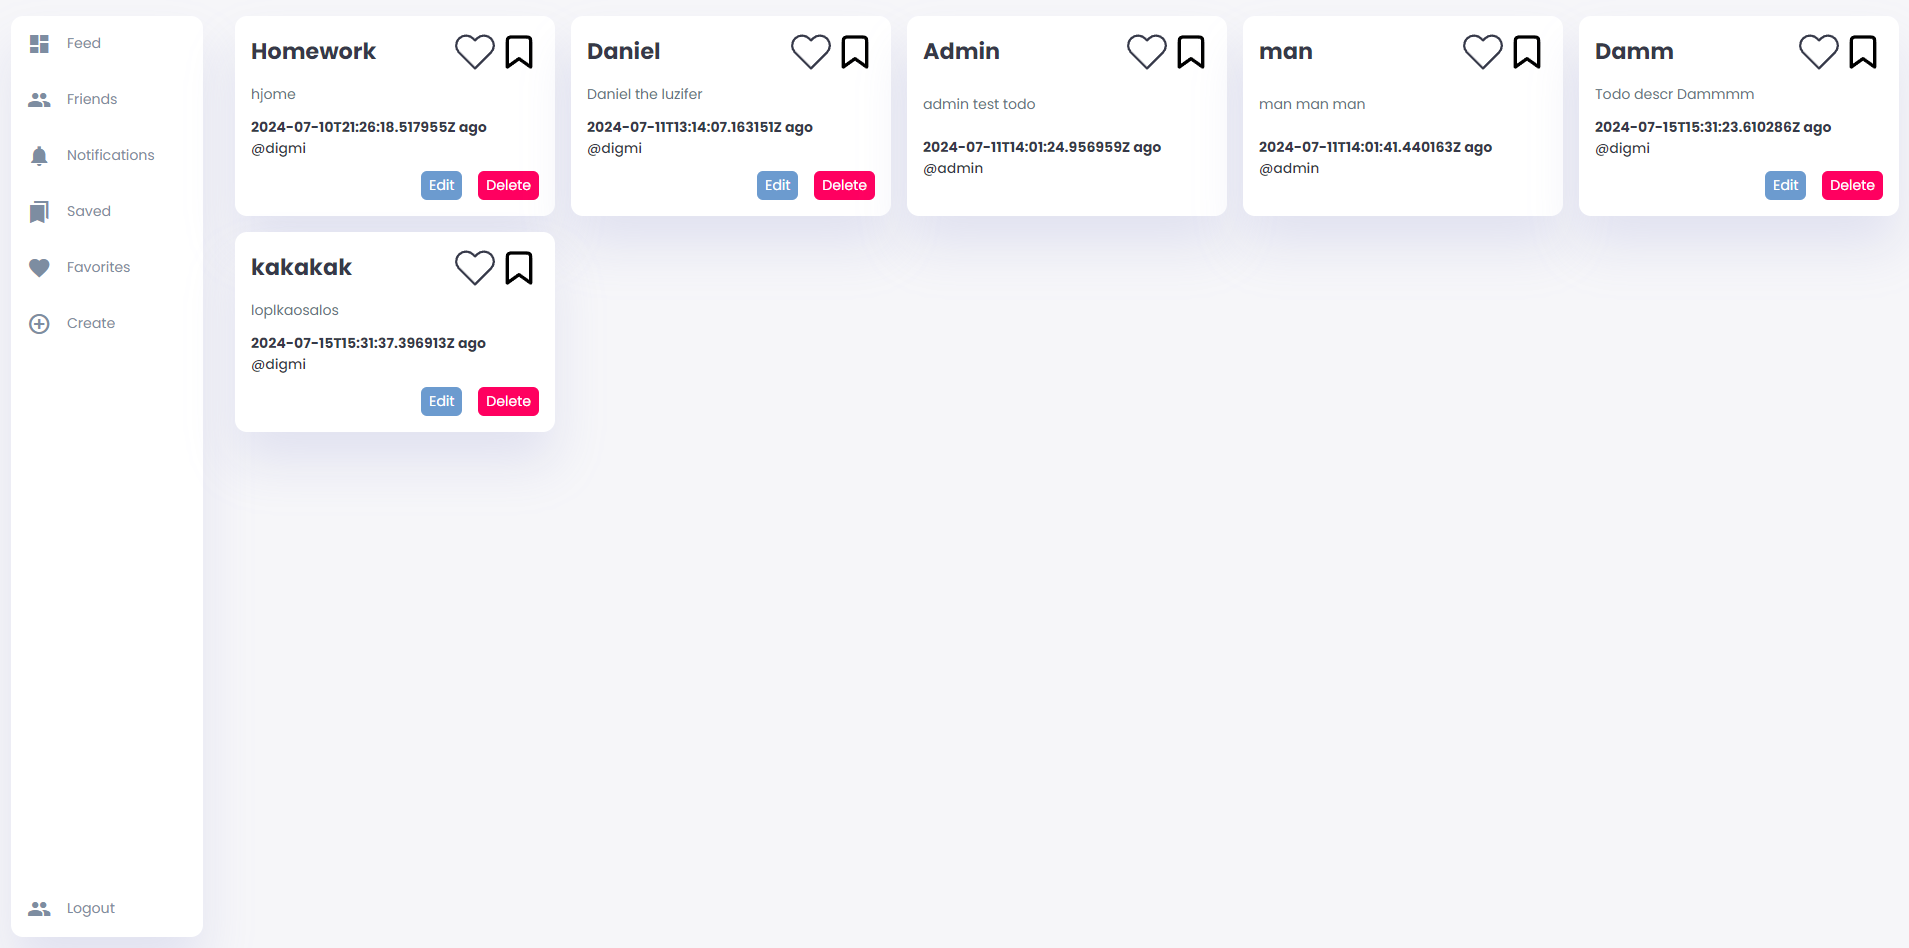 Feed
Friends
Notifications
Saved
Favorites
Create
Logout
Homework
hjome
2024-07-10T21:26:18.517955Z ago
@digmi
Edit Delete
Daniel
Daniel the luzifer
2024-07-11T13:14:07.163151Z ago
@digmi
Edit Delete
Admin
admin test todo
2024-07-11T14:01:24.956959Z ago
@admin
man
man man man
2024-07-11T14:01:41.440163Z ago
@admin
Damm
Todo descr Dammmm
2024-07-15T15:31:23.610286Z ago
@digmi
Edit Delete
kakakak
loplkaosalos
2024-07-15T15:31:37.396913Z ago
@digmi
Edit Delete